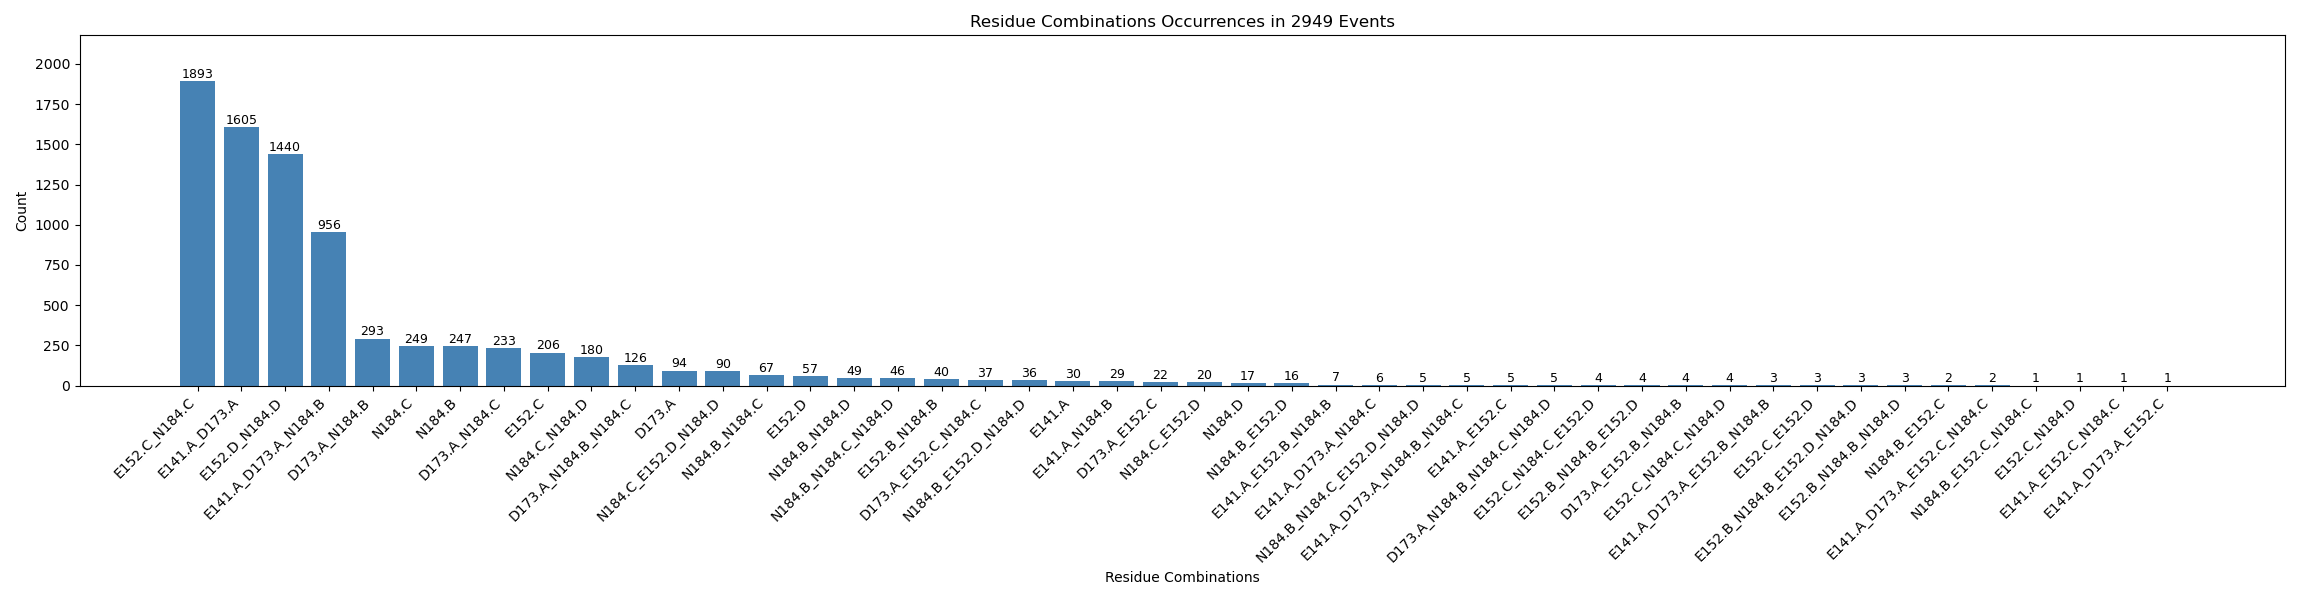 Residue Combinations Occurrences in 2949 Events
Count
2000
1750
1500
1250
1000
750
500
250
0
1893
1605
1440
956
293
249
247
233
206
180
126
94
90
67
57
49
46
40
37
36
30
29
22
20
17
16
7
6
5
5
5
5
4
4
4
4
3
3
3
3
2
2
1
1
1
1
E152.C_N184.C
E141.A_D173.A
E152.D_N184.D
E141.A_D173.A_N184.B
D173.A_N184.B
N184.C
N184.B
D173.A_N184.C
E152.C
N184.C_N184.D
D173.A_N184.B_N184.C
D173.A
N184.C_E152.D_N184.D
N184.B_N184.C
E152.D
N184.B_N184.D
N184.B_N184.C_N184.D
E152.B_N184.B
D173.A_E152.C_N184.C
N184.B_E152.D_N184.D
E141.A
E141.A_N184.B
D173.A_E152.C
N184.C_E152.D
N184.D
N184.B_E152.D
E141.A_E152.B_N184.B
E141.A_D173.A_N184.C
N184.B_N184.C_E152.D_N184.D
E141.A_D173.A_N184.B_N184.C
E141.A_E152.C
D173.A_N184.B_N184.C_N184.D
E152.C_N184.C_E152.D
E152.B_N184.B_E152.D
D173.A_E152.B_N184.B
E152.C_N184.C_N184.D
E141.A_D173.A_E152.B_N184.B
E152.C_E152.D
E152.B_N184.B_E152.D_N184.D
E152.B_N184.B_N184.D
N184.B_E152.C
E141.A_D173.A_E152.C_N184.C
N184.B_E152.C_N184.C
E152.C_N184.D
E141.A_E152.C_N184.C
E141.A_D173.A_E152.C
Residue Combinations